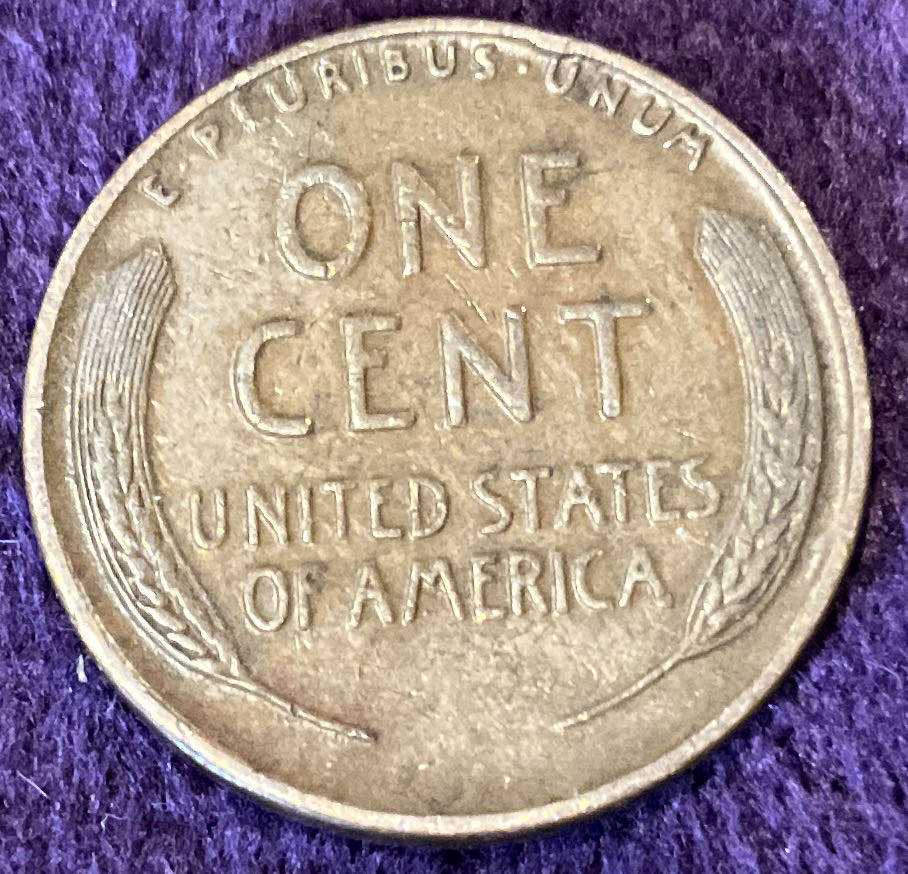 E·PLURIBUS·UNUM
ONE
CENT
UNITED STATES
OF AMERICA